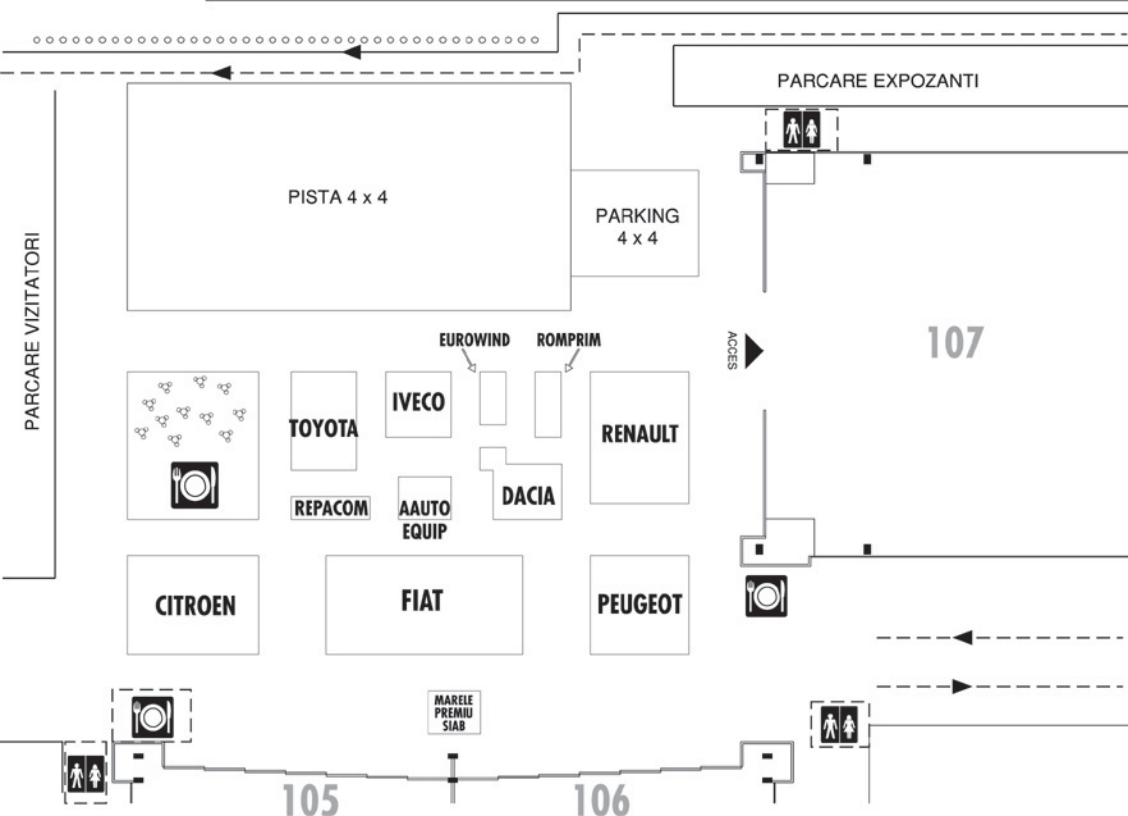 PARCARE EXPOZANTI
PISTA 4 x 4
PARKING
4 x 4
PARCARE VIZITATORI
EUROWIND
ROMPRIM
ACCES
107
TOYOTA
IVECO
RENAULT
REPACOM
AAUTO
EQUIP
DACIA
CITROEN
FIAT
PEUGEOT
MARELE
PREMIU
SIAB
105
106